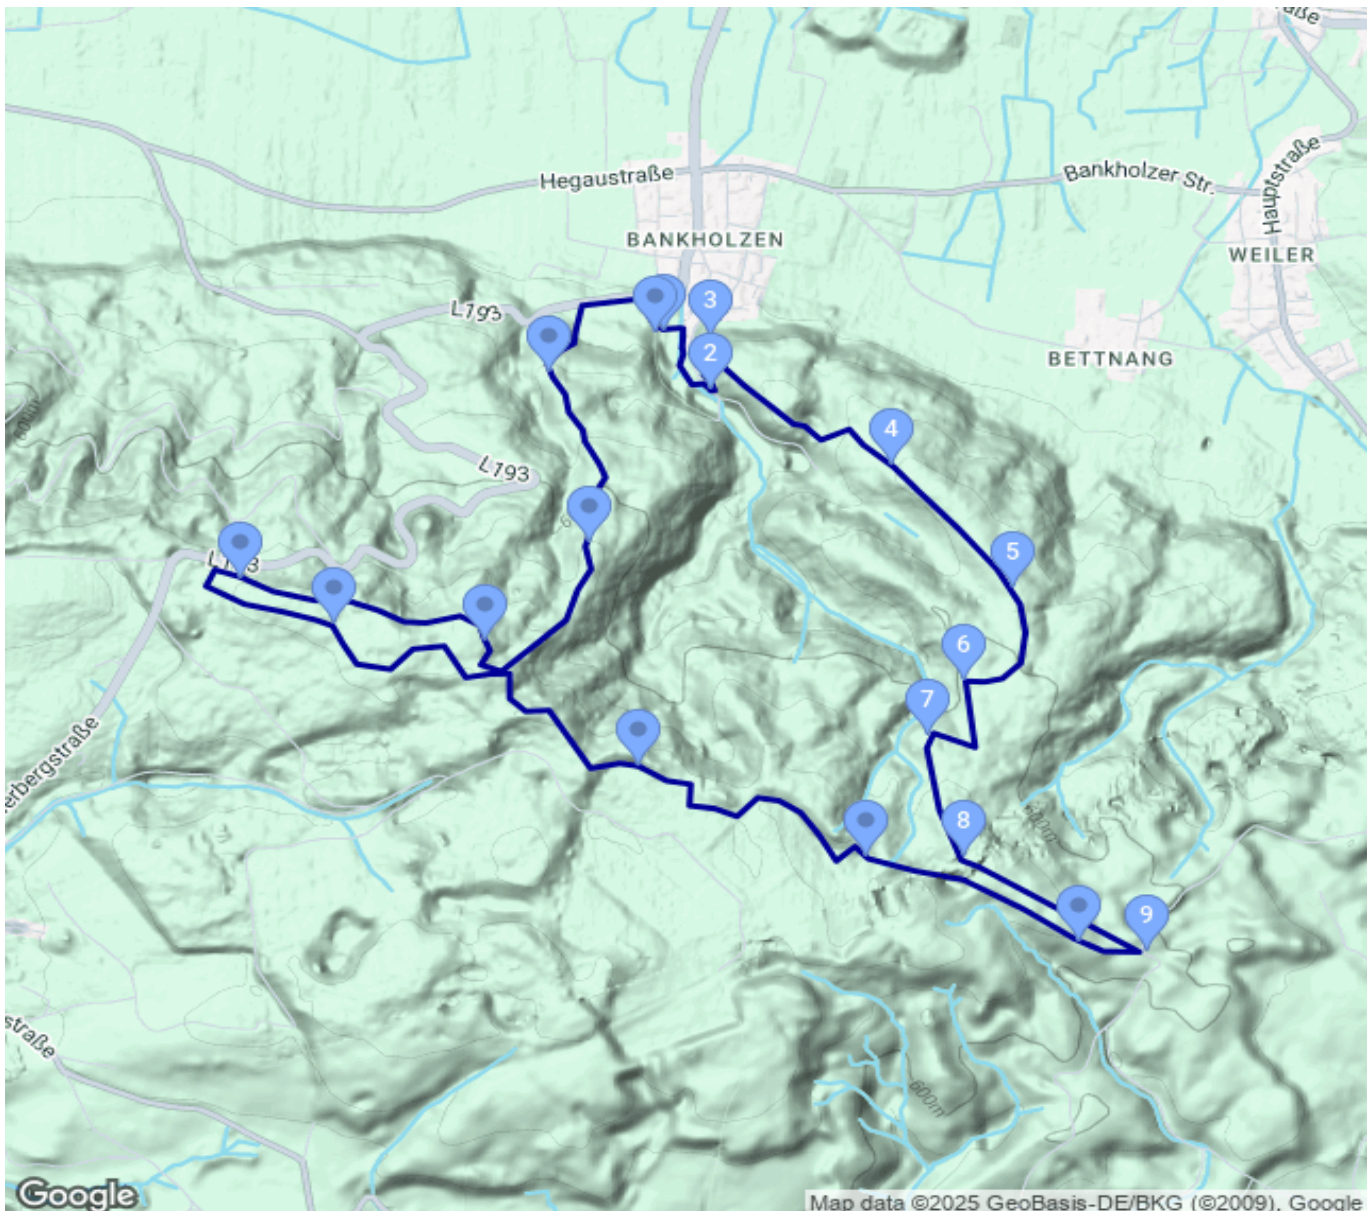 Hegaustraße
Bankholzer Str.
Hauptstraße
BANKHOLZEN
WEILER
BETTNANG
L193
3
2
4
L193
5
6
7
8
9
600m
600m
Google
Map data ©2025 GeoBasis-DE/BKG (©2009), Google